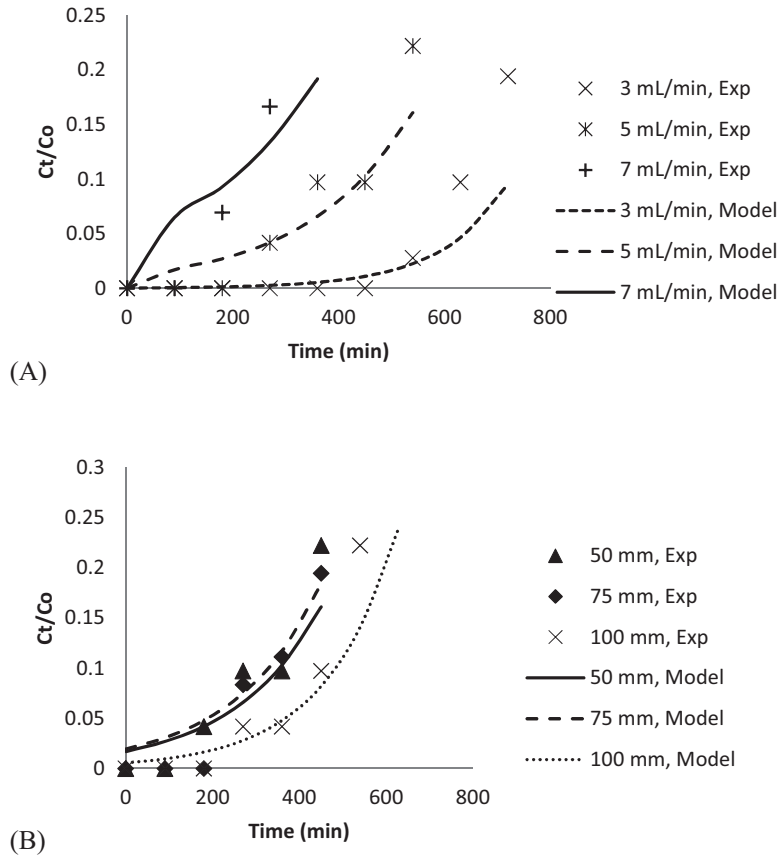 0.25
0.2
0.15
0.1
0.05
0
Ct/Co
0 200 400 600 800
Time (min)
3 mL/min, Exp
5 mL/min, Exp
7 mL/min, Exp
3 mL/min, Model
5 mL/min, Model
7 mL/min, Model
(A)
0.3
0.25
0.2
0.15
0.1
0.05
0
Ct/Co
0 200 400 600 800
Time (min)
50 mm, Exp
75 mm, Exp
100 mm, Exp
50 mm, Model
75 mm, Model
100 mm, Model
(B)